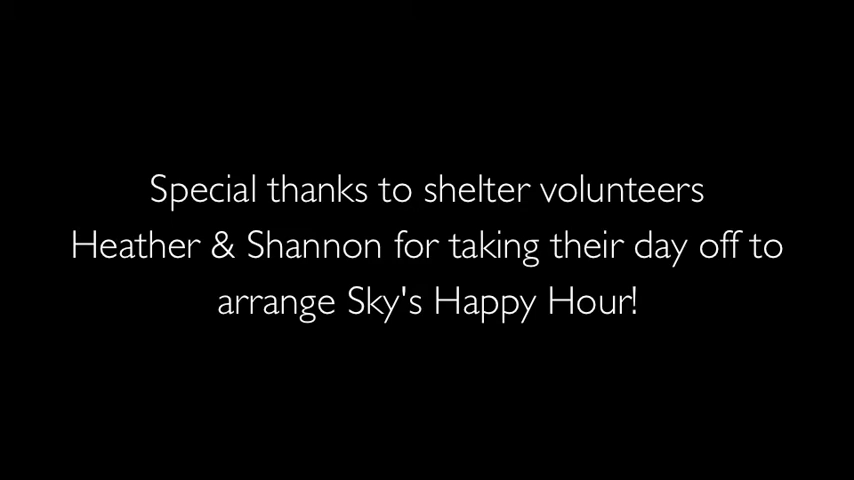 Special thanks to shelter volunteers
Heather & Shannon for taking their day off to
arrange Sky's Happy Hour!